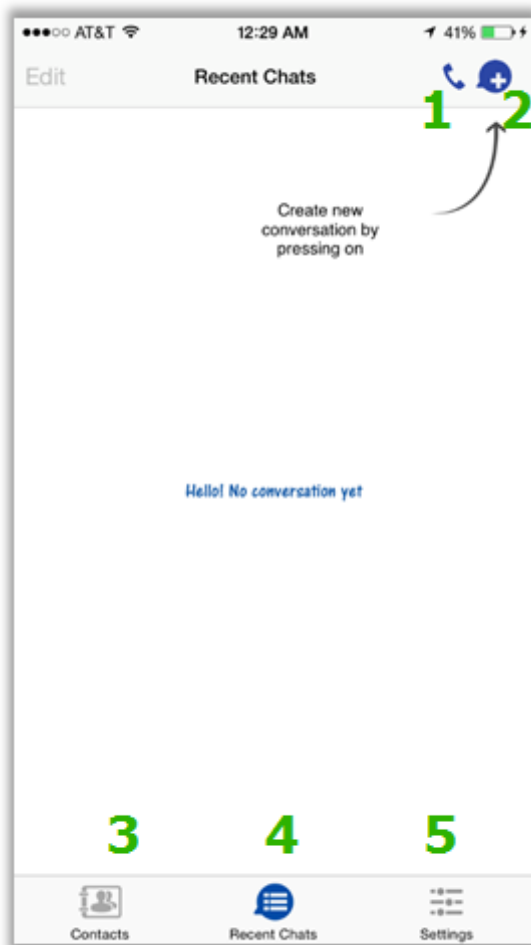 AT&T 12:29 AM 41%
Edit Recent Chats
1 2
Create new
conversation by
pressing on
Hello! No conversation yet
3 4 5
Contacts Recent Chats Settings